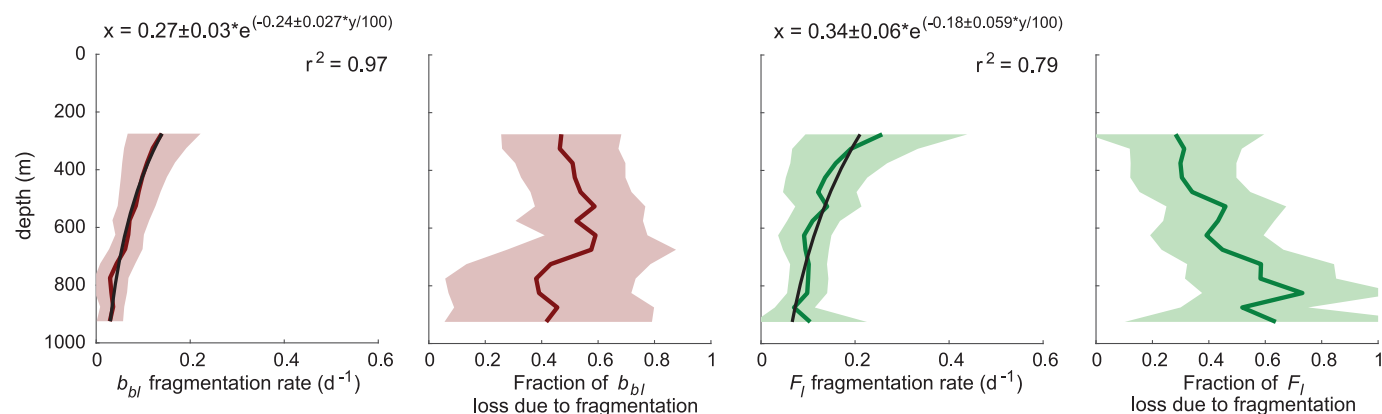 x = 0.27±0.03*e(-0.24±0.027*y/100)
r2 = 0.97
x = 0.34±0.06*e(-0.18±0.059*y/100)
r2 = 0.79
depth (m)
0
200
400
600
800
1000
0 0.2 0.4 0.6
bbl fragmentation rate (d-1)
0 0.2 0.4 0.6 0.8 1
Fraction of bbl
loss due to fragmentation
0 0.2 0.4 0.6
Fl fragmentation rate (d-1)
0 0.2 0.4 0.6 0.8 1
Fraction of Fl
loss due to fragmentation